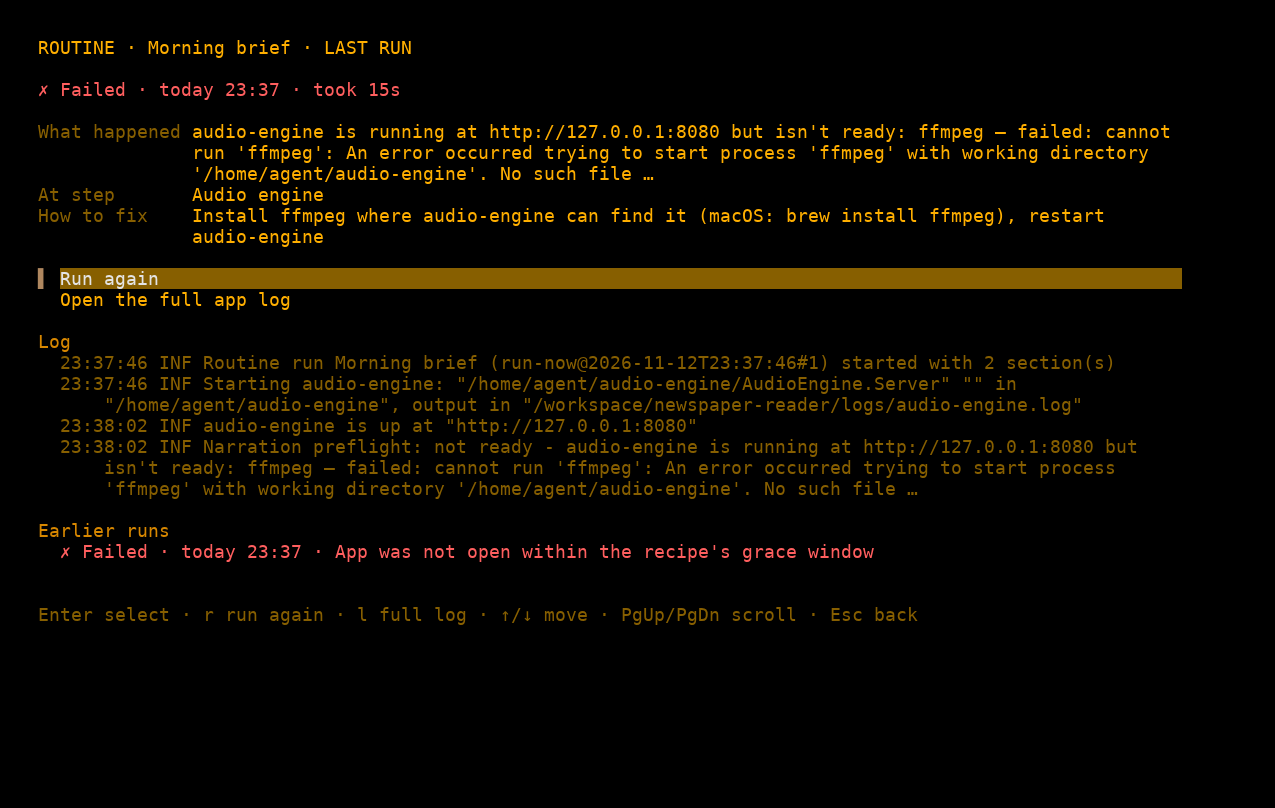 ROUTINE · Morning brief · LAST RUN
✗ Failed · today 23:37 · took 15s
What happened audio-engine is running at http://127.0.0.1:8080 but isn't ready: ffmpeg — failed: cannot
run 'ffmpeg': An error occurred trying to start process 'ffmpeg' with working directory
'/home/agent/audio-engine'. No such file …
At step Audio engine
How to fix Install ffmpeg where audio-engine can find it (macOS: brew install ffmpeg), restart
audio-engine
Run again
Open the full app log
Log
23:37:46 INF Routine run Morning brief (run-now@2026-11-12T23:37:46#1) started with 2 section(s)
23:37:46 INF Starting audio-engine: "/home/agent/audio-engine/AudioEngine.Server" "" in
"/home/agent/audio-engine", output in "/workspace/newspaper-reader/logs/audio-engine.log"
23:38:02 INF audio-engine is up at "http://127.0.0.1:8080"
23:38:02 INF Narration preflight: not ready - audio-engine is running at http://127.0.0.1:8080 but
isn't ready: ffmpeg — failed: cannot run 'ffmpeg': An error occurred trying to start process
'ffmpeg' with working directory '/home/agent/audio-engine'. No such file …
Earlier runs
✗ Failed · today 23:37 · App was not open within the recipe's grace window
Enter select · r run again · l full log · ↑/↓ move · PgUp/PgDn scroll · Esc back